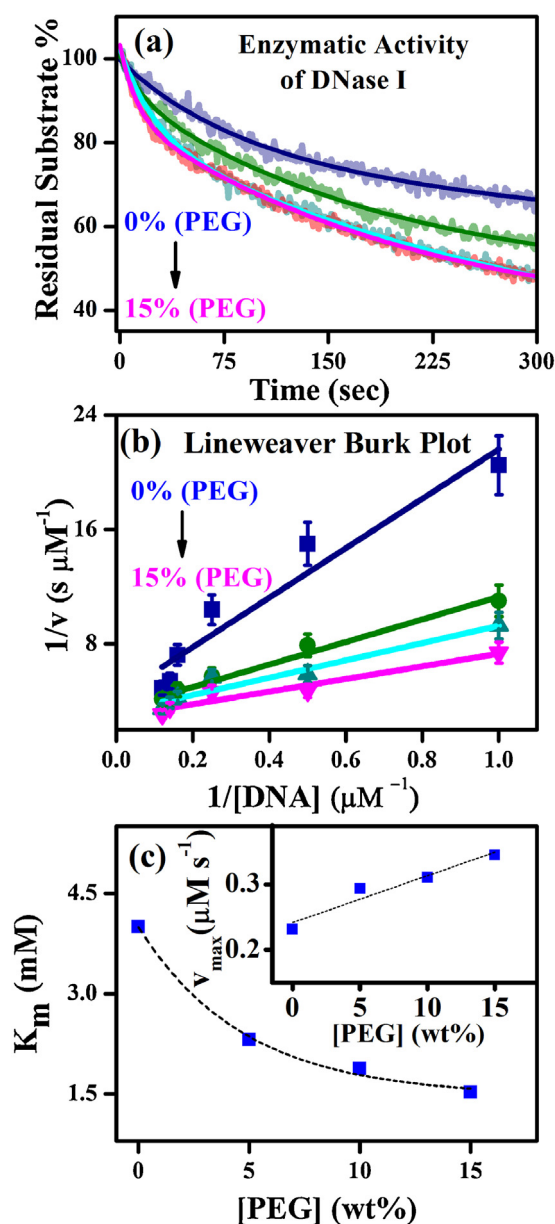 (a)
Enzymatic Activity
of DNase I
Residual Substrate %
100
80
60
40
0% (PEG)
15% (PEG)
0
75
150
225
300
Time (sec)
(b)
Lineweaver Burk Plot
1/v (s μM⁻¹)
24
16
8
0% (PEG)
15% (PEG)
0.0
0.2
0.4
0.6
0.8
1.0
1/[DNA] (μM ⁻¹)
(c)
Km (mM)
4.5
3.0
1.5
0
5
10
15
[PEG] (wt%)
vmax (μM s⁻¹)
0.3
0.2
0
5
10
15
[PEG] (wt%)